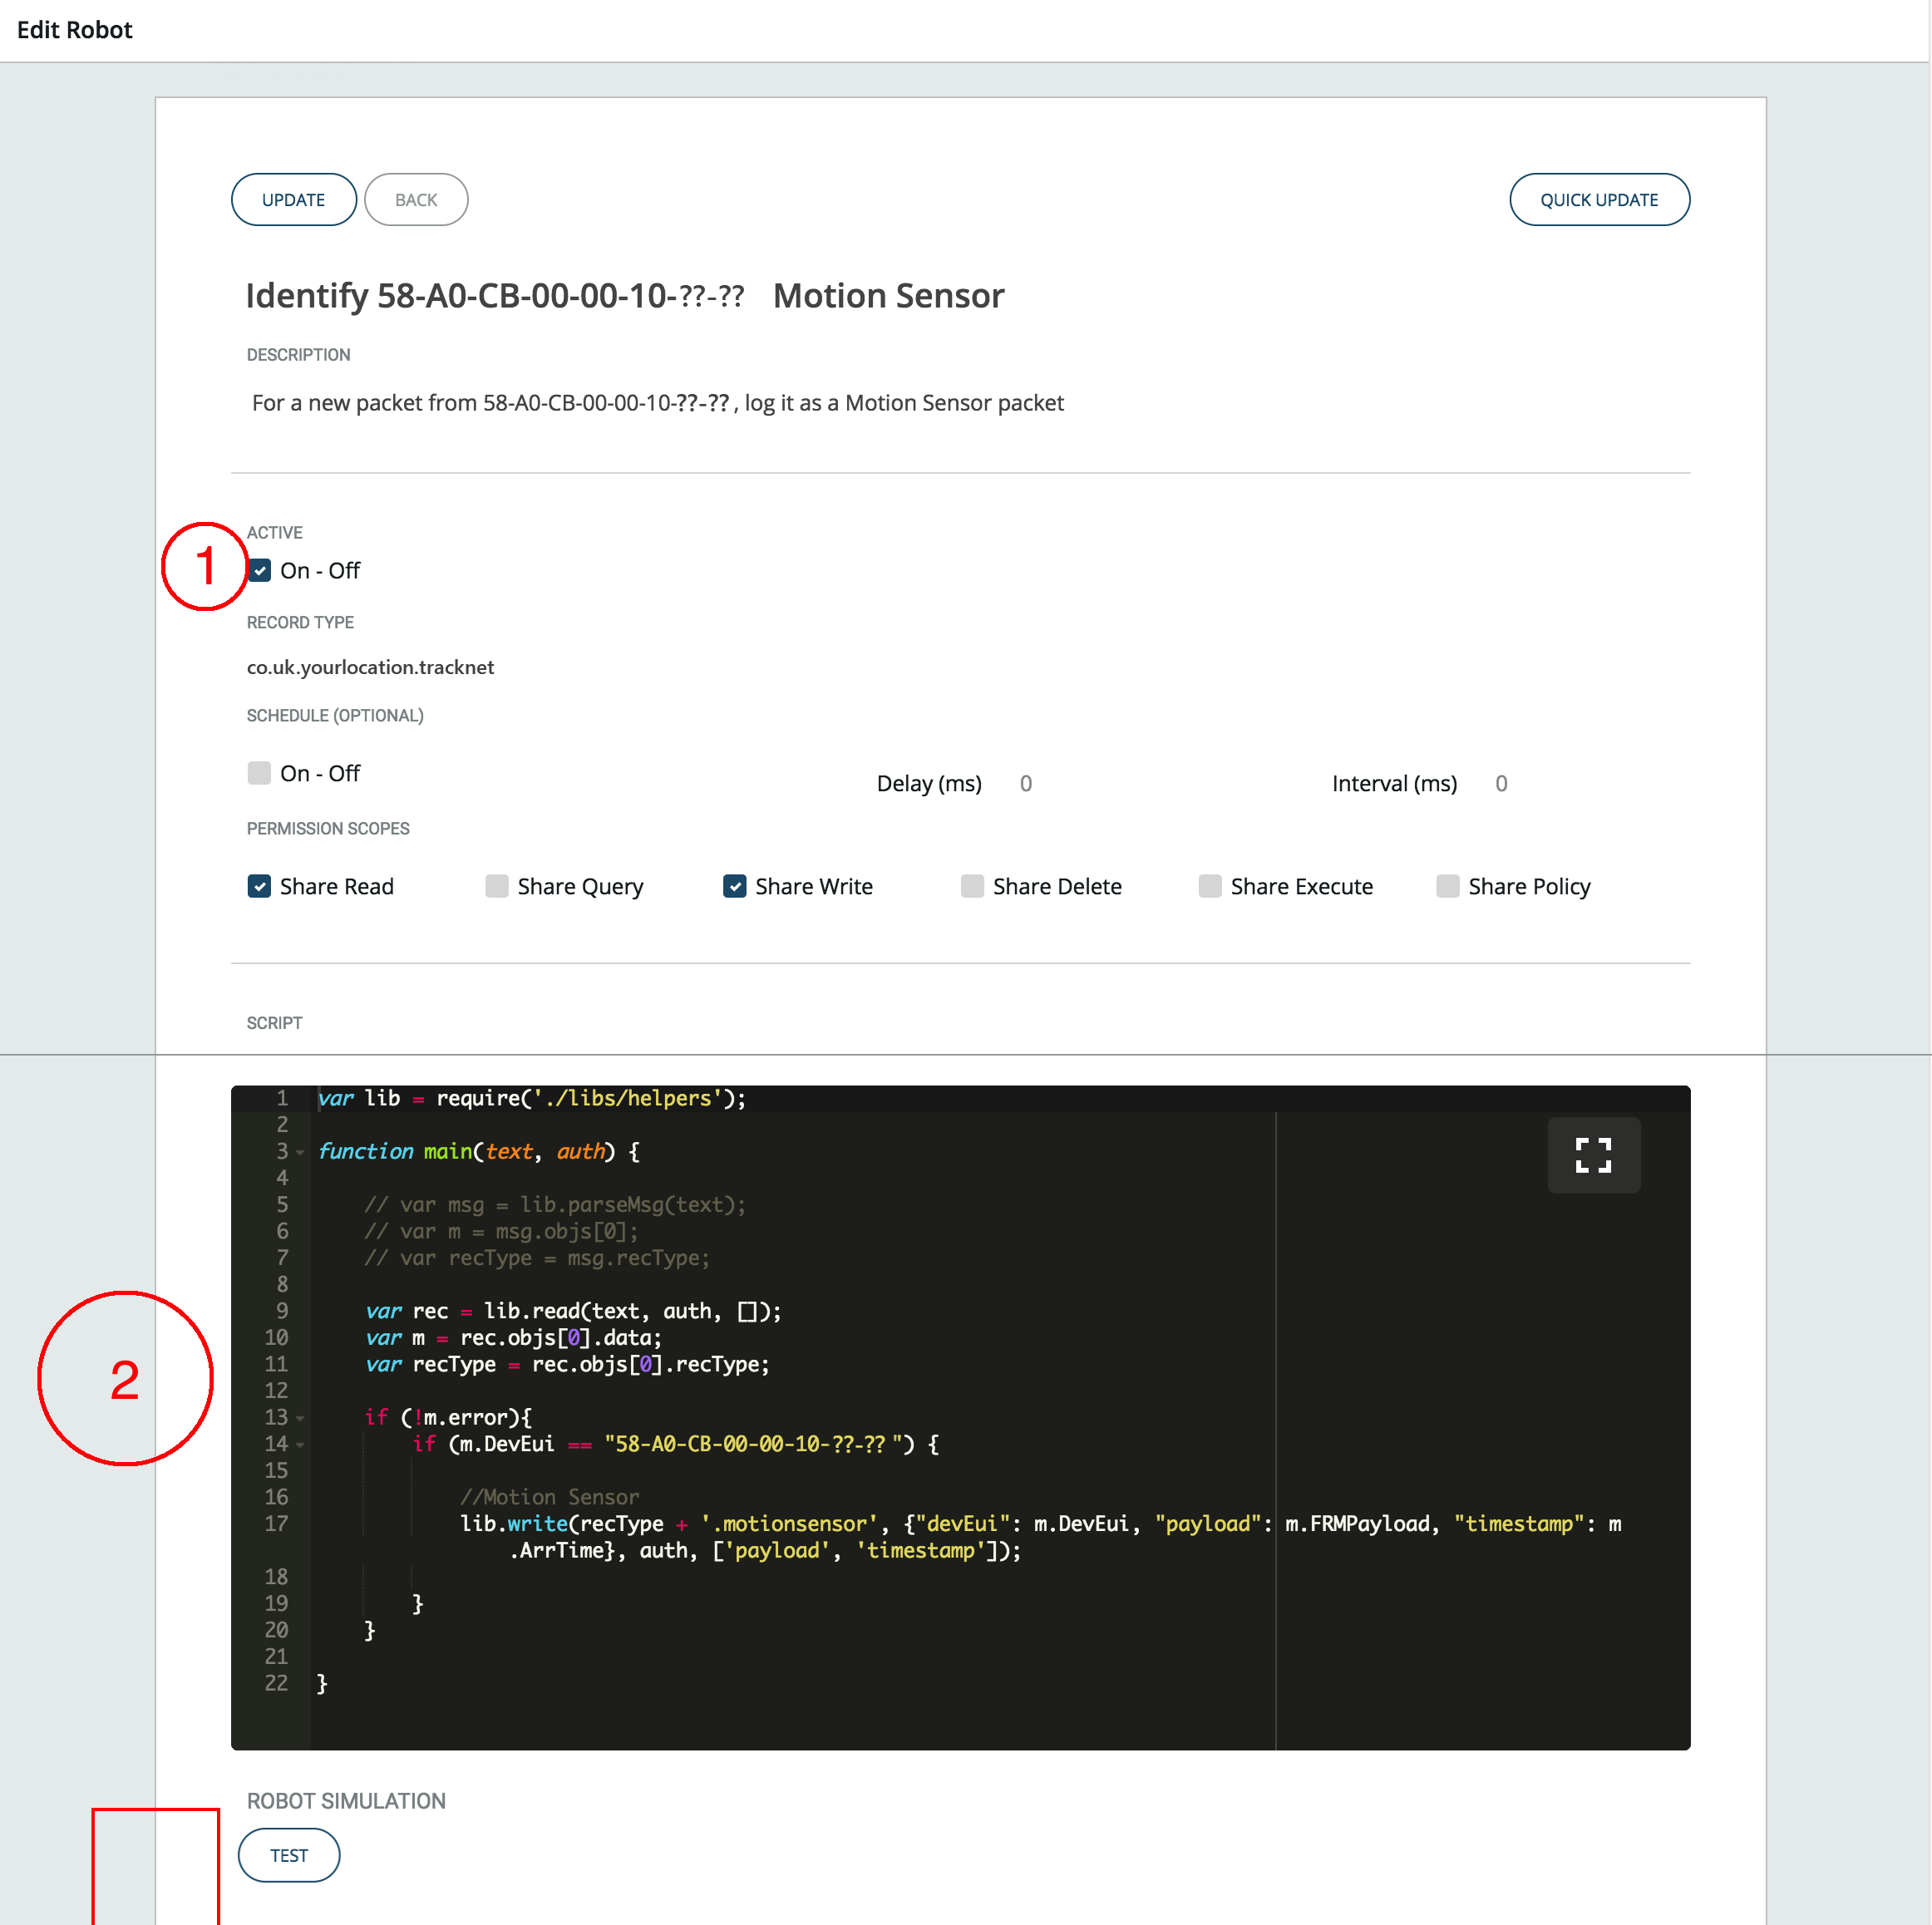 Edit Robot
UPDATE BACK QUICK UPDATE
Identify 58-A0-CB-00-00-10-??-?? Motion Sensor
DESCRIPTION
For a new packet from 58-A0-CB-00-00-10-??-?? , log it as a Motion Sensor packet
ACTIVE
1 On - Off
RECORD TYPE
co.uk.yourlocation.tracknet
SCHEDULE (OPTIONAL)
On - Off Delay (ms) 0 Interval (ms) 0
PERMISSION SCOPES
Share Read Share Query Share Write Share Delete Share Execute Share Policy
SCRIPT
1 var lib = require('./libs/helpers');
2
3 function main(text, auth) {
4
5 // var msg = lib.parseMsg(text);
6 // var m = msg.objs[0];
7 // var recType = msg.recType;
8
9 var rec = lib.read(text, auth, []);
10 var m = rec.objs[0].data;
11 var recType = rec.objs[0].recType;
12
13 if (!m.error){
14 if (m.DevEui == "58-A0-CB-00-00-10-??-?? ") {
15
16 //Motion Sensor
17 lib.write(recType + '.motionsensor', {"devEui": m.DevEui, "payload": m.FRMPayload, "timestamp": m
.ArrTime}, auth, ['payload', 'timestamp']);
18
19 }
20 }
21
22 }
2
ROBOT SIMULATION
TEST